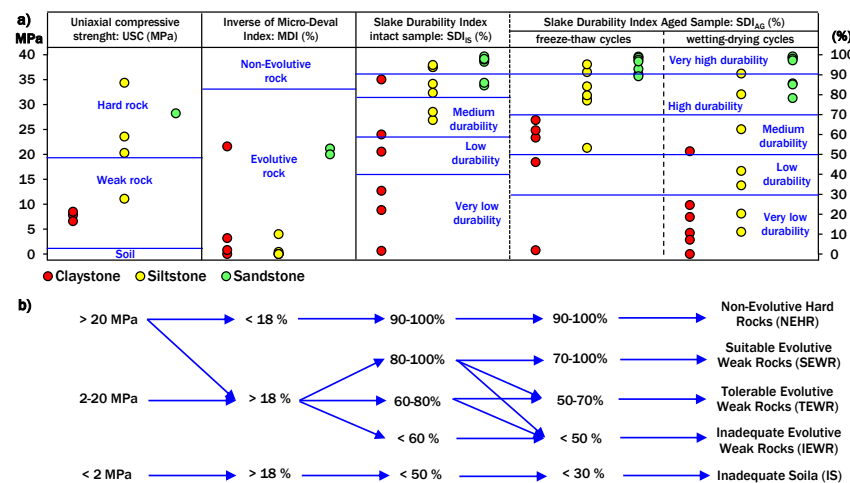 a)
Uniaxial compressive
strenght: USC (MPa)
Inverse of Micro-Deval
Index: MDI (%)
Slake Durability Index
intact sample: SDIIS (%)
Slake Durability Index Aged Sample: SDIAG (%)
freeze-thaw cycles
wetting-drying cycles
MPa
(%)
40
35
30
25
20
15
10
5
0
Hard rock
Weak rock
Soil
Non-Evolutive
rock
Evolutive
rock
Medium
durability
Low
durability
Very low
durability
Very high durability
High durability
Medium
durability
Low
durability
Very low
durability
100
90
80
70
60
50
40
30
20
10
0
Claystone Siltstone Sandstone
b)
> 20 MPa < 18 % 90-100% 90-100% Non-Evolutive Hard
Rocks (NEHR)
80-100% 70-100% Suitable Evolutive
Weak Rocks (SEWR)
2-20 MPa > 18 % 60-80% 50-70% Tolerable Evolutive
Weak Rocks (TEWR)
< 60 % < 50 % Inadequate Evolutive
Weak Rocks (IEWR)
< 2 MPa > 18 % < 50 % < 30 % Inadequate Soila (IS)